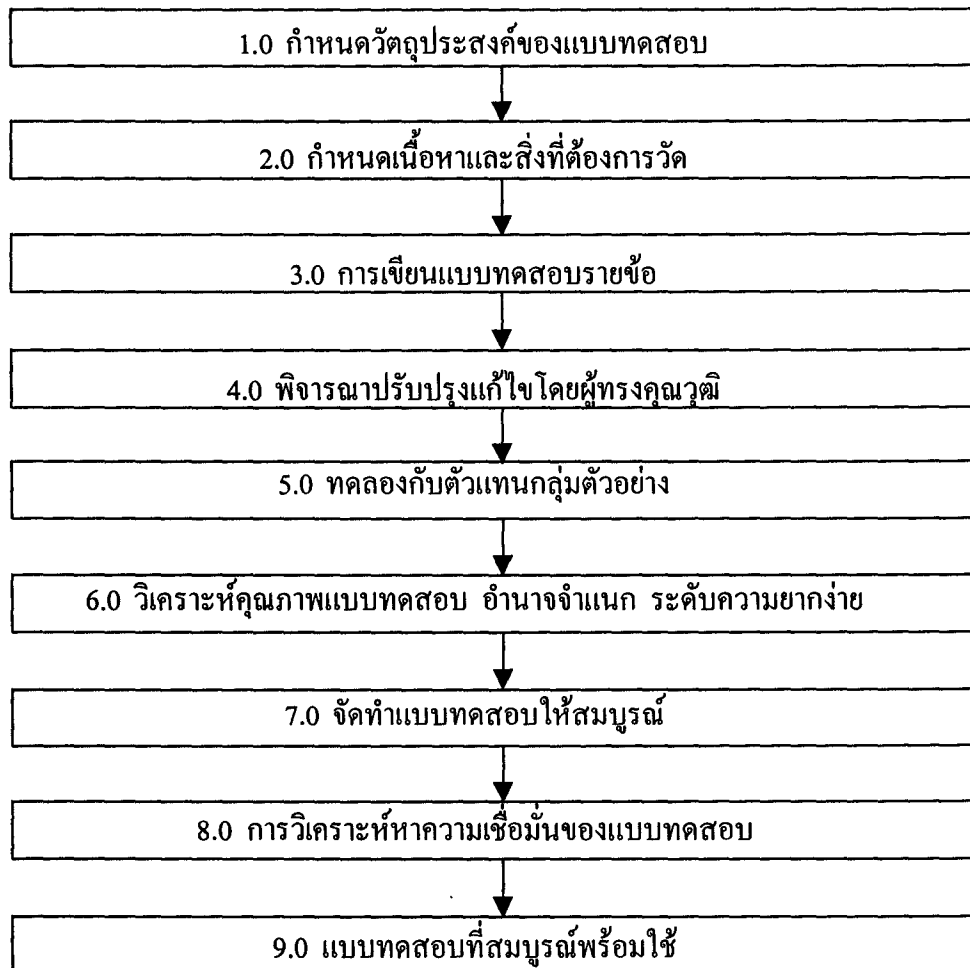 1.0 กำหนดวัตถุประสงค์ของแบบทดสอบ
2.0 กำหนดเนื้อหาและสิ่งที่ต้องการวัด
3.0 การเขียนแบบทดสอบรายข้อ
4.0 พิจารณาปรับปรุงแก้ไขโดยผู้ทรงคุณวุฒิ
5.0 ทดลองกับตัวแทนกลุ่มตัวอย่าง
6.0 วิเคราะห์คุณภาพแบบทดสอบ อำนาจจำแนก ระดับความยากง่าย
7.0 จัดทำแบบทดสอบให้สมบูรณ์
8.0 การวิเคราะห์หาความเชื่อมั่นของแบบทดสอบ
9.0 แบบทดสอบที่สมบูรณ์พร้อมใช้